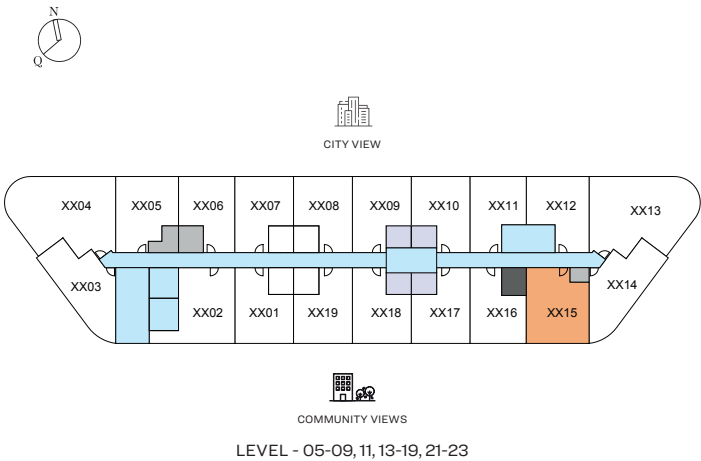 N
Q
CITY VIEW
XX04 XX05 XX06 XX07 XX08 XX09 XX10 XX11 XX12 XX13
XX03 XX02 XX01 XX19 XX18 XX17 XX16 XX15 XX14
COMMUNITY VIEWS
LEVEL - 05-09, 11, 13-19, 21-23